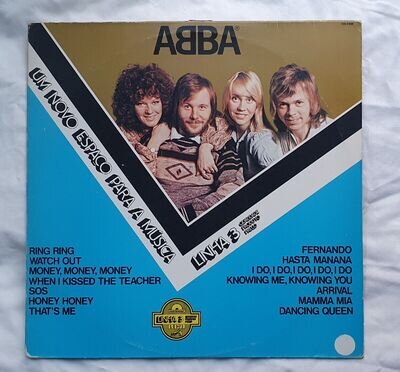 ABBA
UM NOVO ESPAÇO PARA A MÚSICA
LINHA 3
RING RING
WATCH OUT
MONEY, MONEY, MONEY
WHEN I KISSED THE TEACHER
SOS
HONEY HONEY
THAT'S ME
FERNANDO
HASTA MANANA
I DO, I DO, I DO, I DO, I DO
KNOWING ME, KNOWING YOU
ARRIVAL
MAMMA MIA
DANCING QUEEN
LINHA 3